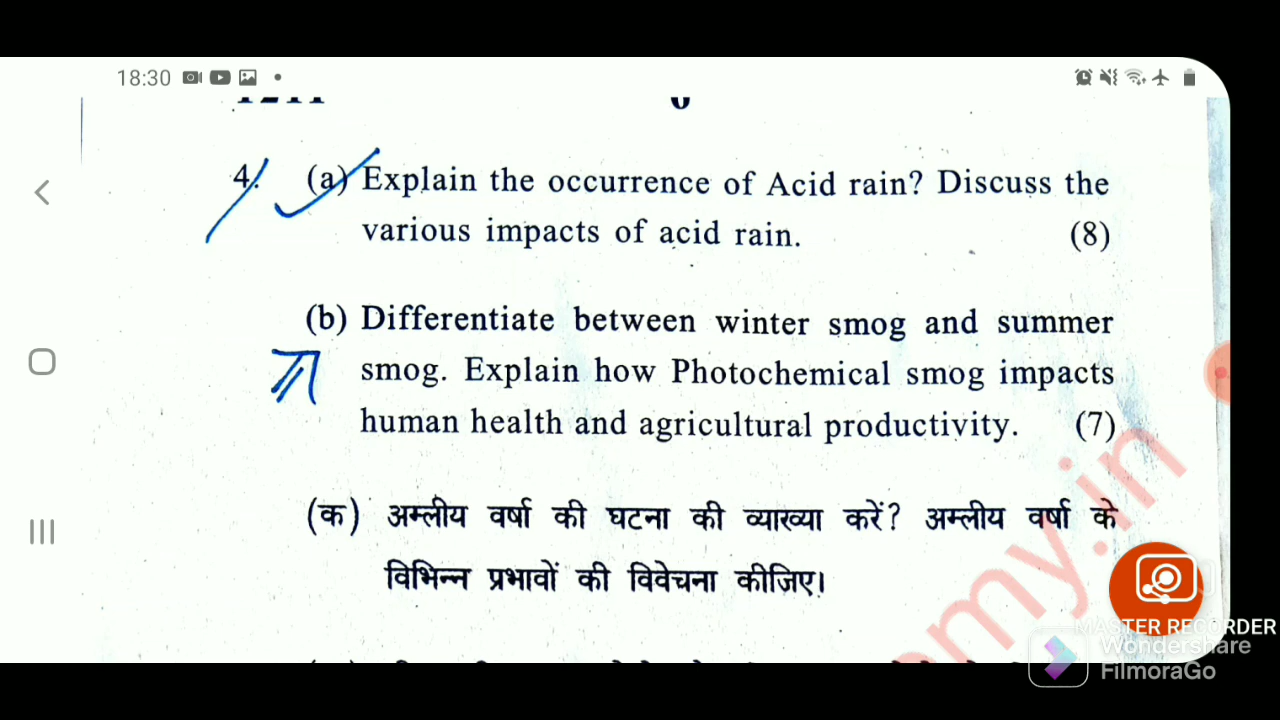 18:30
4. (a) Explain the occurrence of Acid rain? Discuss the
various impacts of acid rain. (8)
(b) Differentiate between winter smog and summer
smog. Explain how Photochemical smog impacts
human health and agricultural productivity. (7)
(क) अम्लीय वर्षा की घटना की व्याख्या करें? अम्लीय वर्षा के
विभिन्न प्रभावों की विवेचना कीजिए।
MASTER RECORDER
Wondershare
FilmoraGo